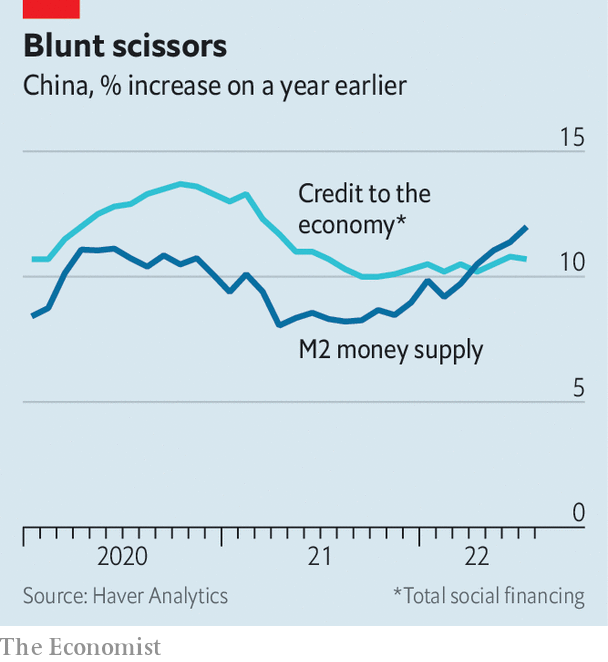 Blunt scissors
China, % increase on a year earlier
15
Credit to the
economy*
10
M2 money supply
5
0
2020
21
22
Source: Haver Analytics
*Total social financing
The Economist